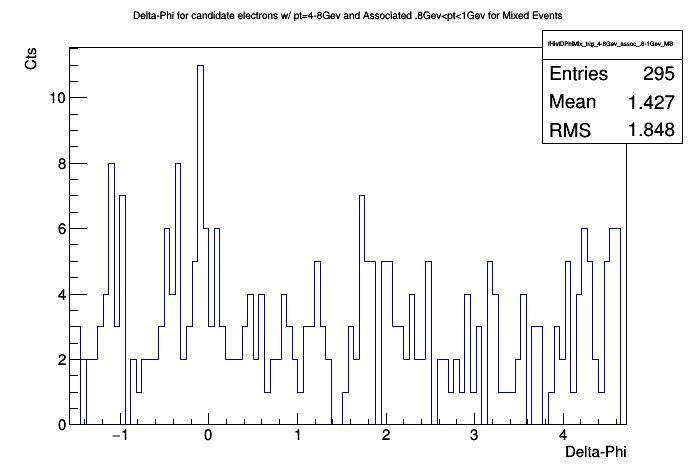 Delta-Phi for candidate electrons w/ pt=4-8Gev and Associated .8Gev<pt<1Gev for Mixed Events
fHistDPhiMix_trig_4-8Gev_assoc_.8-1Gev_MB
Entries 295
Mean 1.427
RMS 1.848
Cts
10
8
6
4
2
0
−1 0 1 2 3 4
Delta-Phi